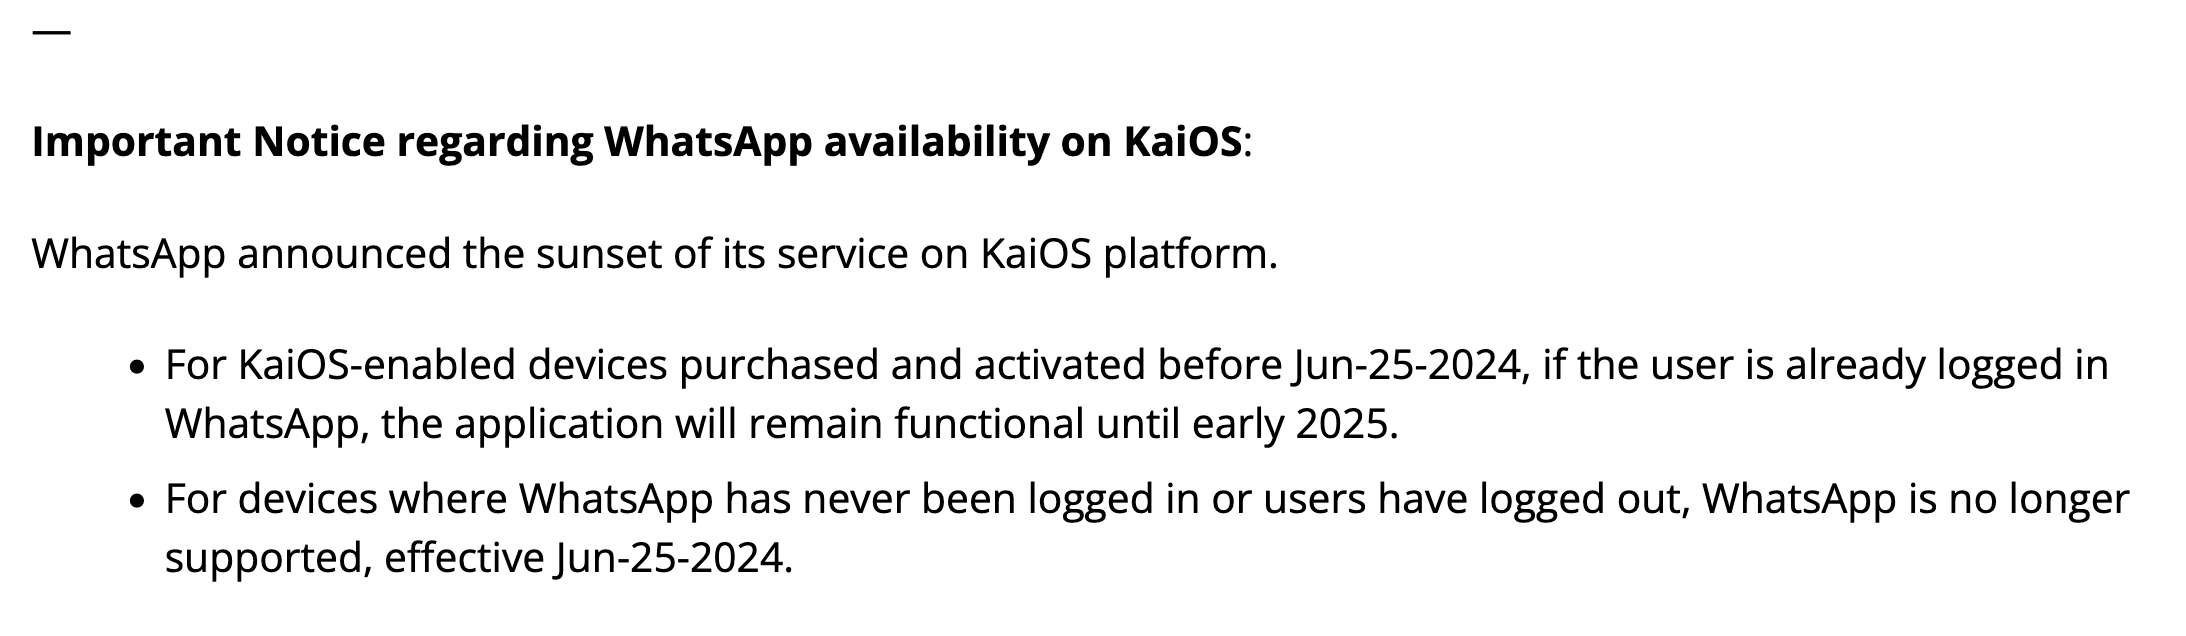 —
Important Notice regarding WhatsApp availability on KaiOS:
WhatsApp announced the sunset of its service on KaiOS platform.
• For KaiOS-enabled devices purchased and activated before Jun-25-2024, if the user is already logged in
WhatsApp, the application will remain functional until early 2025.
• For devices where WhatsApp has never been logged in or users have logged out, WhatsApp is no longer
supported, effective Jun-25-2024.